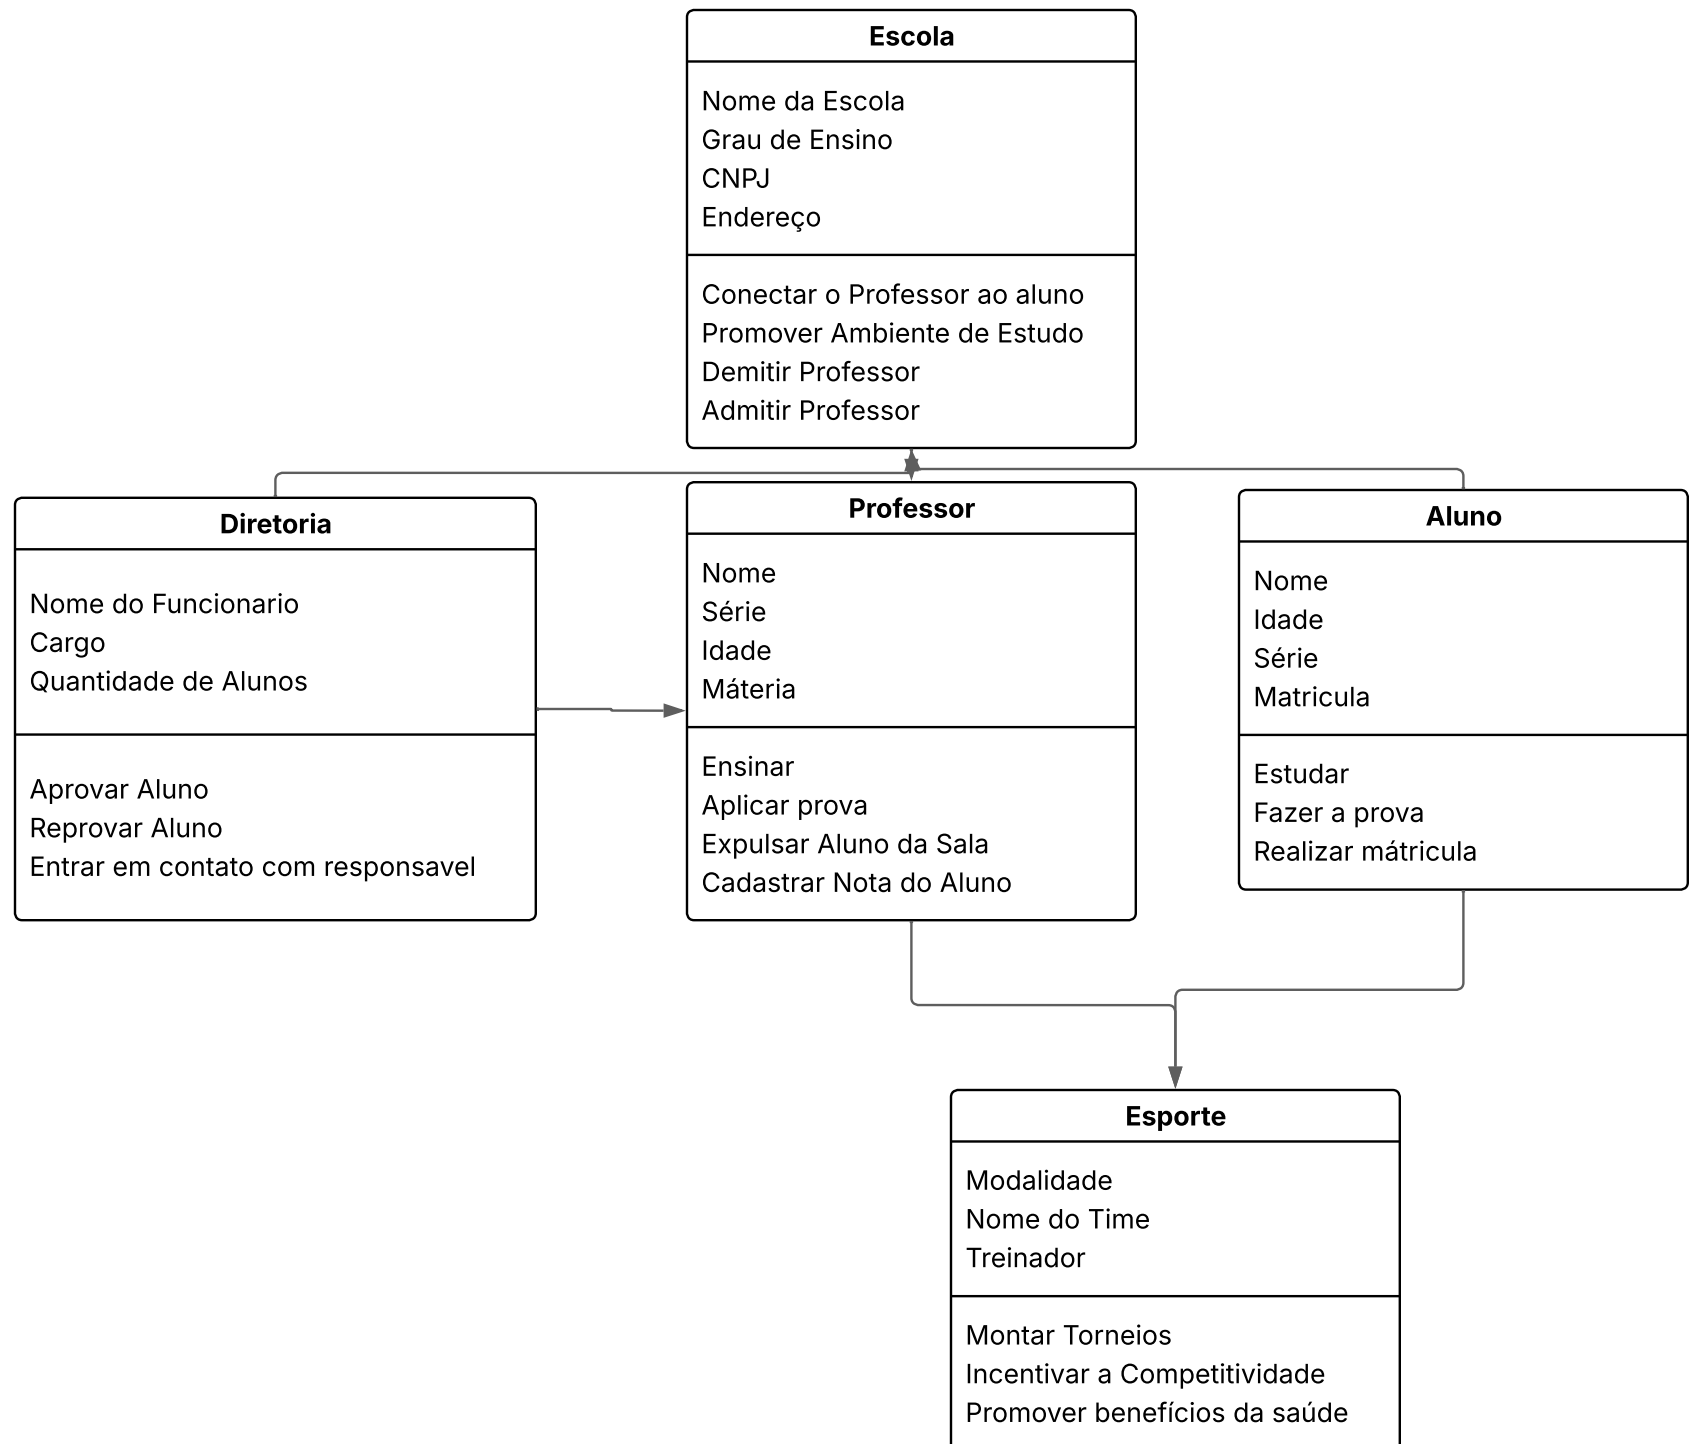 Escola
Nome da Escola
Grau de Ensino
CNPJ
Endereço
Conectar o Professor ao aluno
Promover Ambiente de Estudo
Demitir Professor
Admitir Professor
Diretoria
Nome do Funcionario
Cargo
Quantidade de Alunos
Aprovar Aluno
Reprovar Aluno
Entrar em contato com responsavel
Professor
Nome
Série
Idade
Máteria
Ensinar
Aplicar prova
Expulsar Aluno da Sala
Cadastrar Nota do Aluno
Aluno
Nome
Idade
Série
Matricula
Estudar
Fazer a prova
Realizar mátricula
Esporte
Modalidade
Nome do Time
Treinador
Montar Torneios
Incentivar a Competitividade
Promover benefícios da saúde